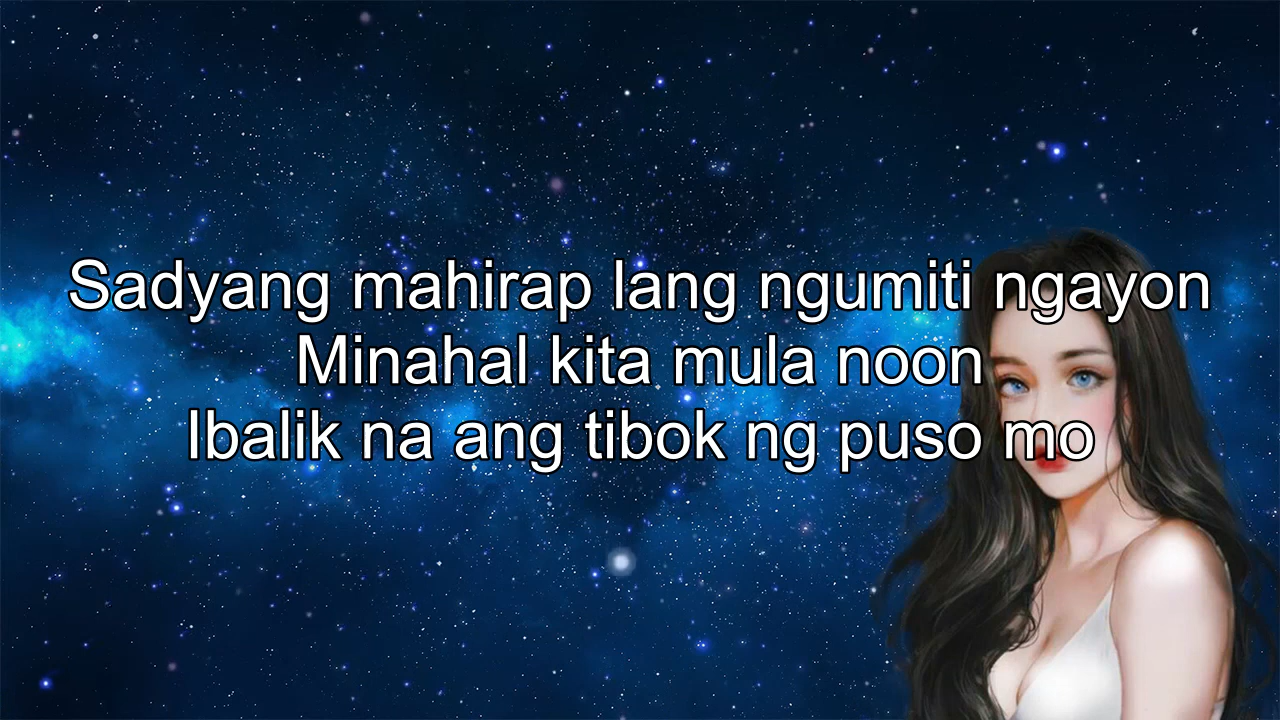 Sadyang mahirap lang ngumiti ngayon
Minahal kita mula noon
Ibalik na ang tibok ng puso mo